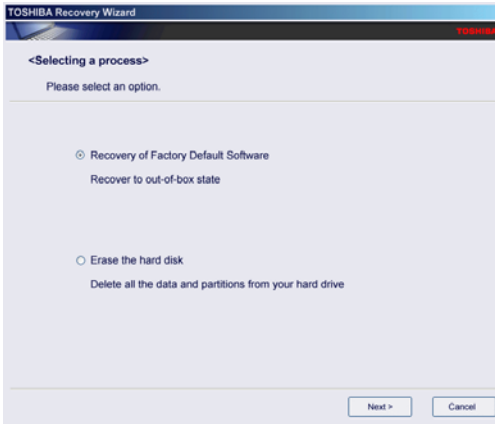 TOSHIBA Recovery Wizard
TOSHIBA
<Selecting a process>
Please select an option.
Recovery of Factory Default Software
Recover to out-of-box state
Erase the hard disk
Delete all the data and partitions from your hard drive
Next >
Cancel